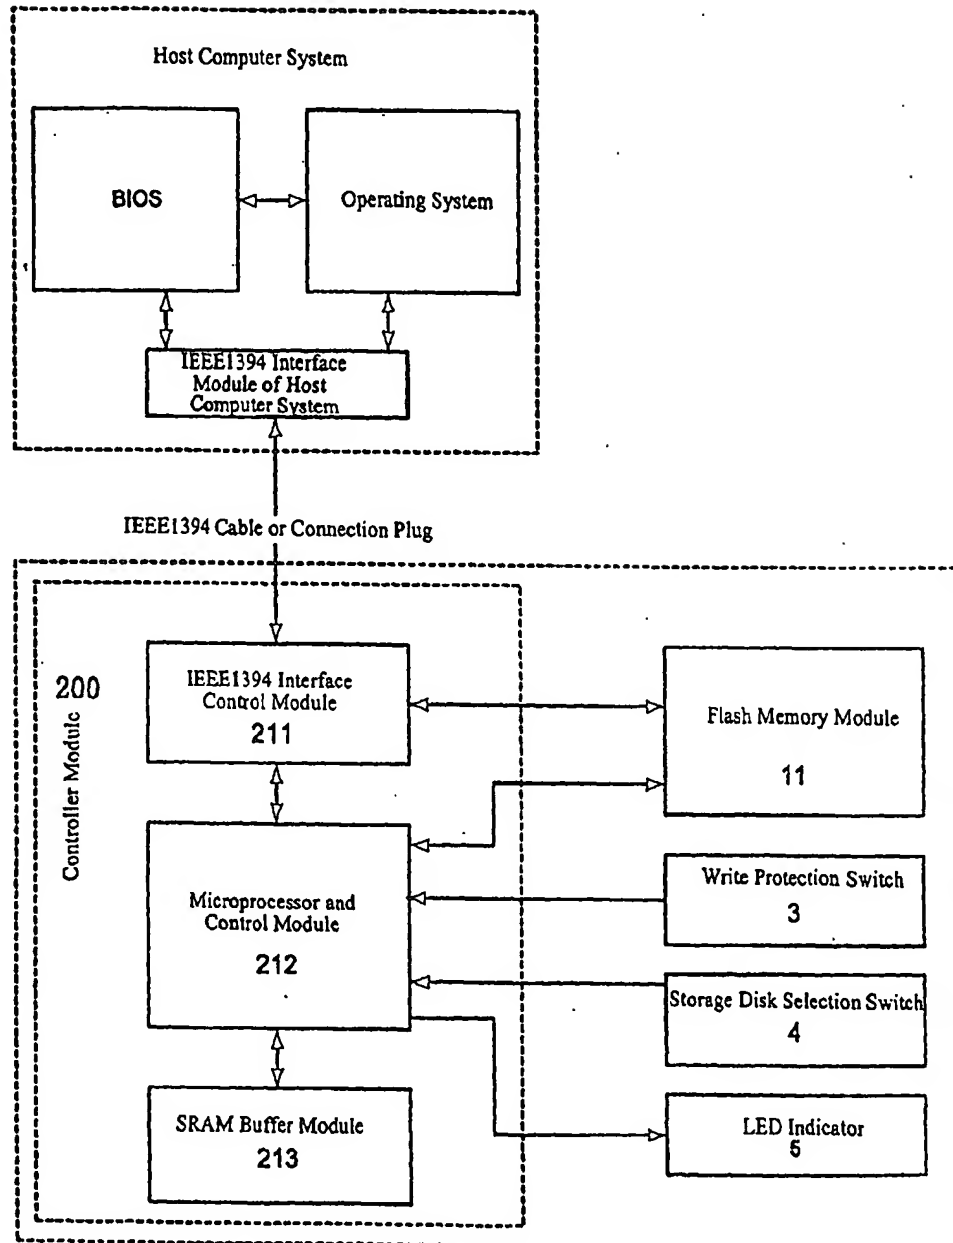 Host Computer System
BIOS
Operating System
IEEE1394 Interface
Module of Host
Computer System
IEEE1394 Cable or Connection Plug
Controller Module 200
IEEE1394 Interface
Control Module
211
Flash Memory Module
11
Microprocessor and
Control Module
212
Write Protection Switch
3
Storage Disk Selection Switch
4
SRAM Buffer Module
213
LED Indicator
5